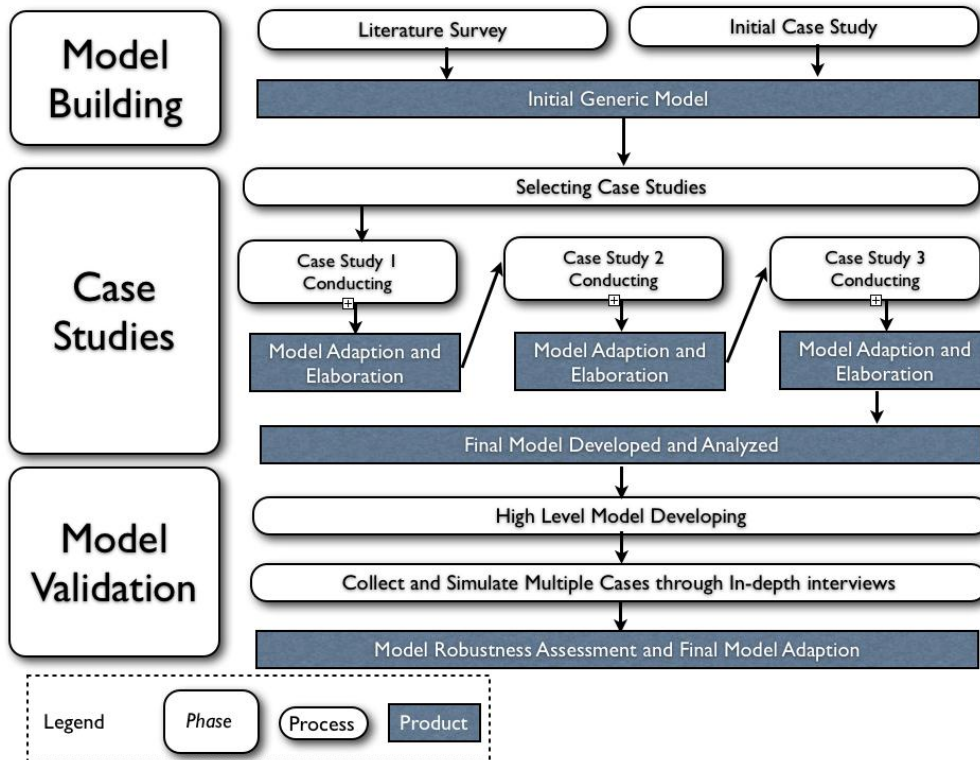 Model
Building
Literature Survey
Initial Case Study
Initial Generic Model
Case
Studies
Selecting Case Studies
Case Study 1
Conducting
Case Study 2
Conducting
Case Study 3
Conducting
Model Adaption and
Elaboration
Model Adaption and
Elaboration
Model Adaption and
Elaboration
Final Model Developed and Analyzed
Model
Validation
High Level Model Developing
Collect and Simulate Multiple Cases through In-depth interviews
Model Robustness Assessment and Final Model Adaption
Legend
Phase
Process
Product